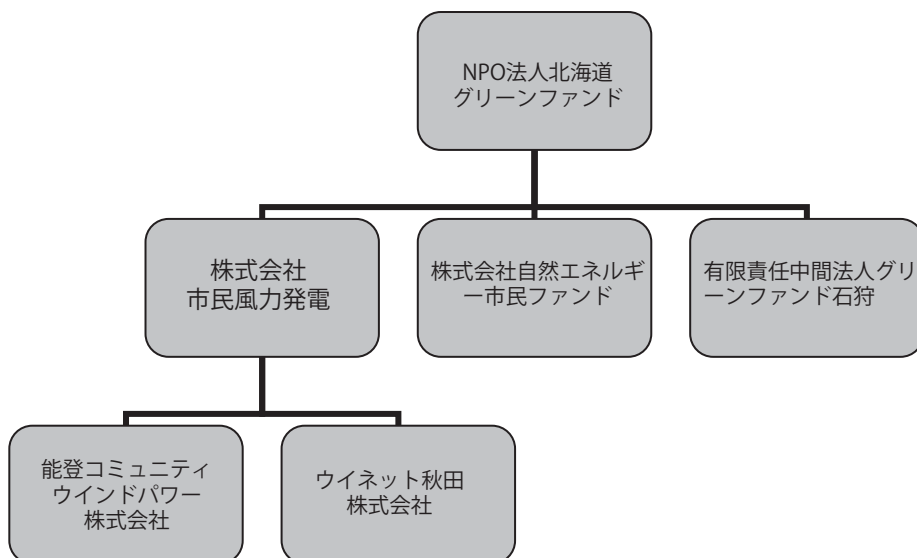 NPO法人北海道
グリーンファンド
株式会社
市民風力発電
株式会社自然エネルギ
ー市民ファンド
有限責任中間法人グリ
ーンファンド石狩
能登コミュニティ
ウインドパワー
株式会社
ウイネット秋田
株式会社